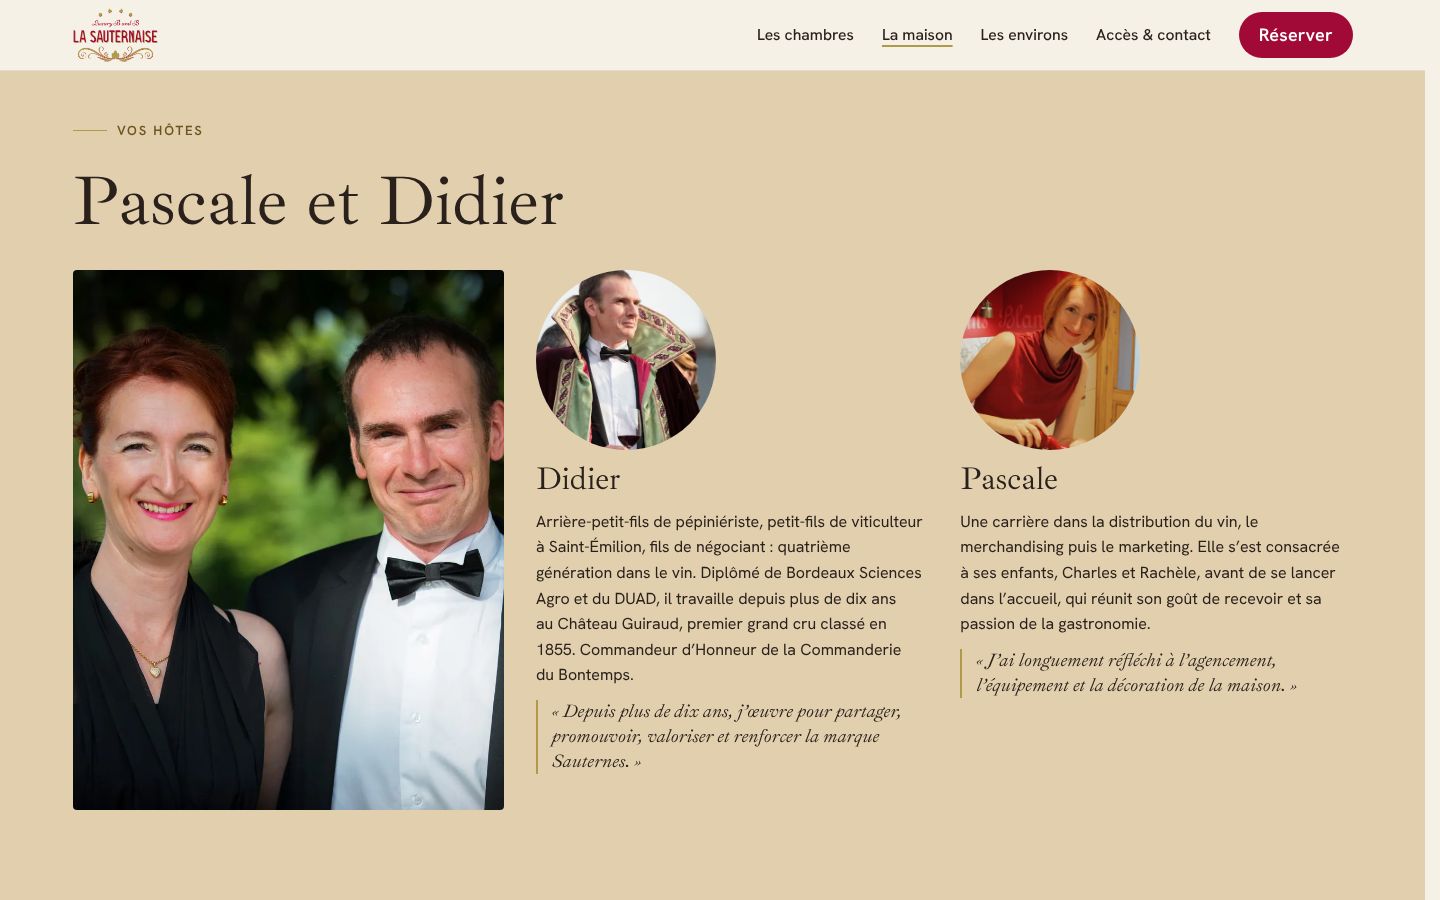 Luxury B and B
LA SAUTERNAISE
Les chambres
La maison
Les environs
Accès & contact
Réserver
VOS HÔTES
Pascale et Didier
Didier
Arrière-petit-fils de pépiniériste, petit-fils de viticulteur
à Saint-Émilion, fils de négociant : quatrième
génération dans le vin. Diplômé de Bordeaux Sciences
Agro et du DUAD, il travaille depuis plus de dix ans
au Château Guiraud, premier grand cru classé en
1855. Commandeur d’Honneur de la Commanderie
du Bontemps.
« Depuis plus de dix ans, j’œuvre pour partager,
promouvoir, valoriser et renforcer la marque
Sauternes. »
Pascale
Une carrière dans la distribution du vin, le
merchandising puis le marketing. Elle s’est consacrée
à ses enfants, Charles et Rachèle, avant de se lancer
dans l’accueil, qui réunit son goût de recevoir et sa
passion de la gastronomie.
« J’ai longuement réfléchi à l’agencement,
l’équipement et la décoration de la maison. »